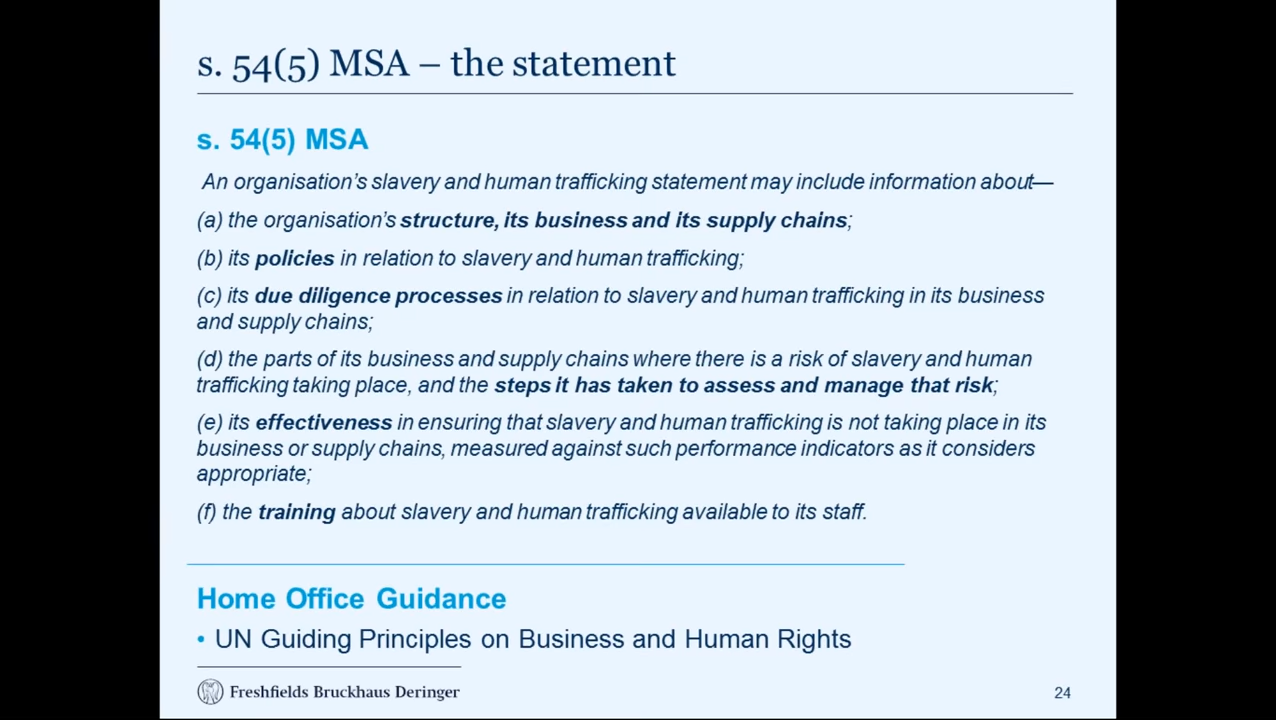 s. 54(5) MSA – the statement
s. 54(5) MSA
An organisation’s slavery and human trafficking statement may include information about—
(a) the organisation’s structure, its business and its supply chains;
(b) its policies in relation to slavery and human trafficking;
(c) its due diligence processes in relation to slavery and human trafficking in its business
and supply chains;
(d) the parts of its business and supply chains where there is a risk of slavery and human
trafficking taking place, and the steps it has taken to assess and manage that risk;
(e) its effectiveness in ensuring that slavery and human trafficking is not taking place in its
business or supply chains, measured against such performance indicators as it considers
appropriate;
(f) the training about slavery and human trafficking available to its staff.
Home Office Guidance
• UN Guiding Principles on Business and Human Rights
Freshfields Bruckhaus Deringer
24